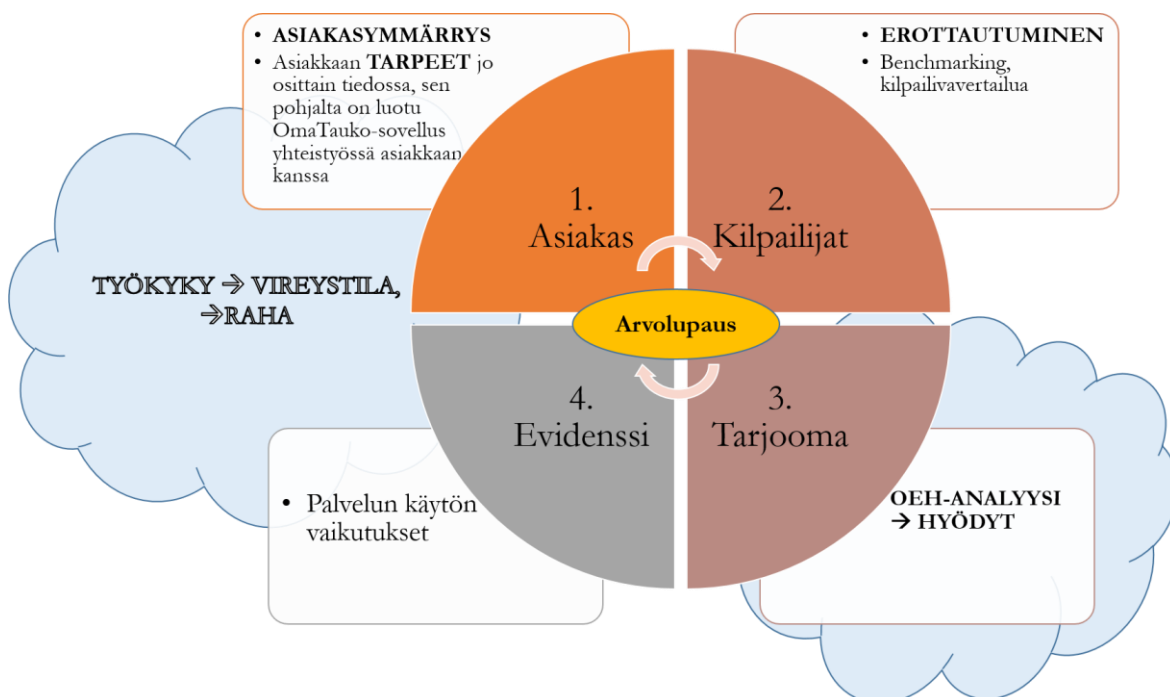 • ASIAKASYMMÄRRYS
• Asiakkaan TARPEET jo
osittain tiedossa, sen
pohjalta on luotu
OmaTauko-sovellus
yhteistyössä asiakkaan
kanssa
• EROTTAUTUMINEN
• Benchmarking,
kilpailivavertailua
1.
Asiakas
2.
Kilpailijat
TYÖKYKY → VIREYSTILA,
→RAHA
Arvolupaus
4.
Evidenssi
3.
Tarjooma
• Palvelun käytön
vaikutukset
OEH-ANALYYSI
→ HYÖDYT